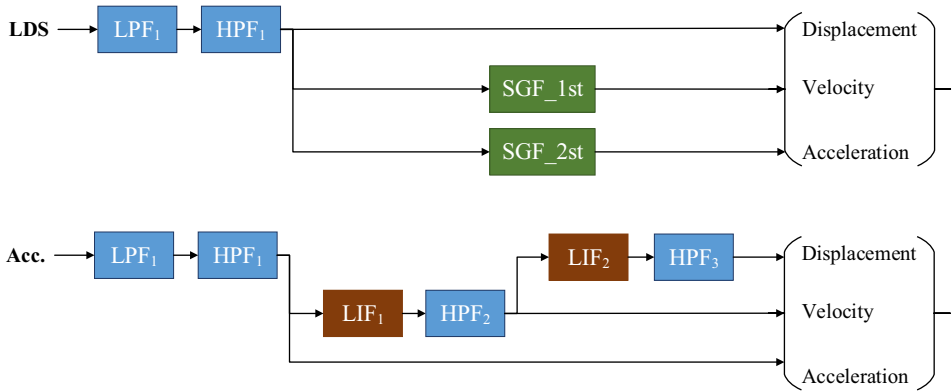 LDS LPF₁ HPF₁ Displacement
SGF_1st Velocity
SGF_2st Acceleration
LIF₂ HPF₃ Displacement
Acc. LPF₁ HPF₁
LIF₁ HPF₂ Velocity
Acceleration